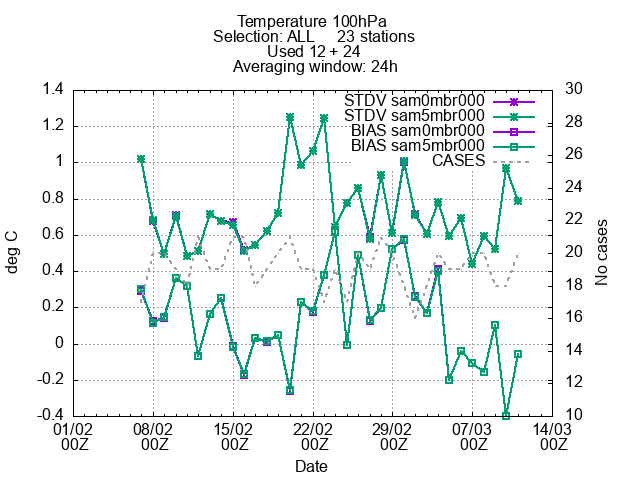 Temperature 100hPa
Selection: ALL 23 stations
Used 12 + 24
Averaging window: 24h
STDV sam0mbr000
STDV sam5mbr000
BIAS sam0mbr000
BIAS sam5mbr000
CASES
1.4
1.2
1
0.8
0.6
0.4
0.2
0
-0.2
-0.4
deg C
30
28
26
24
22
20
18
16
14
12
10
No cases
01/02 08/02 15/02 22/02 29/02 07/03 14/03
00Z 00Z 00Z 00Z 00Z 00Z 00Z
Date